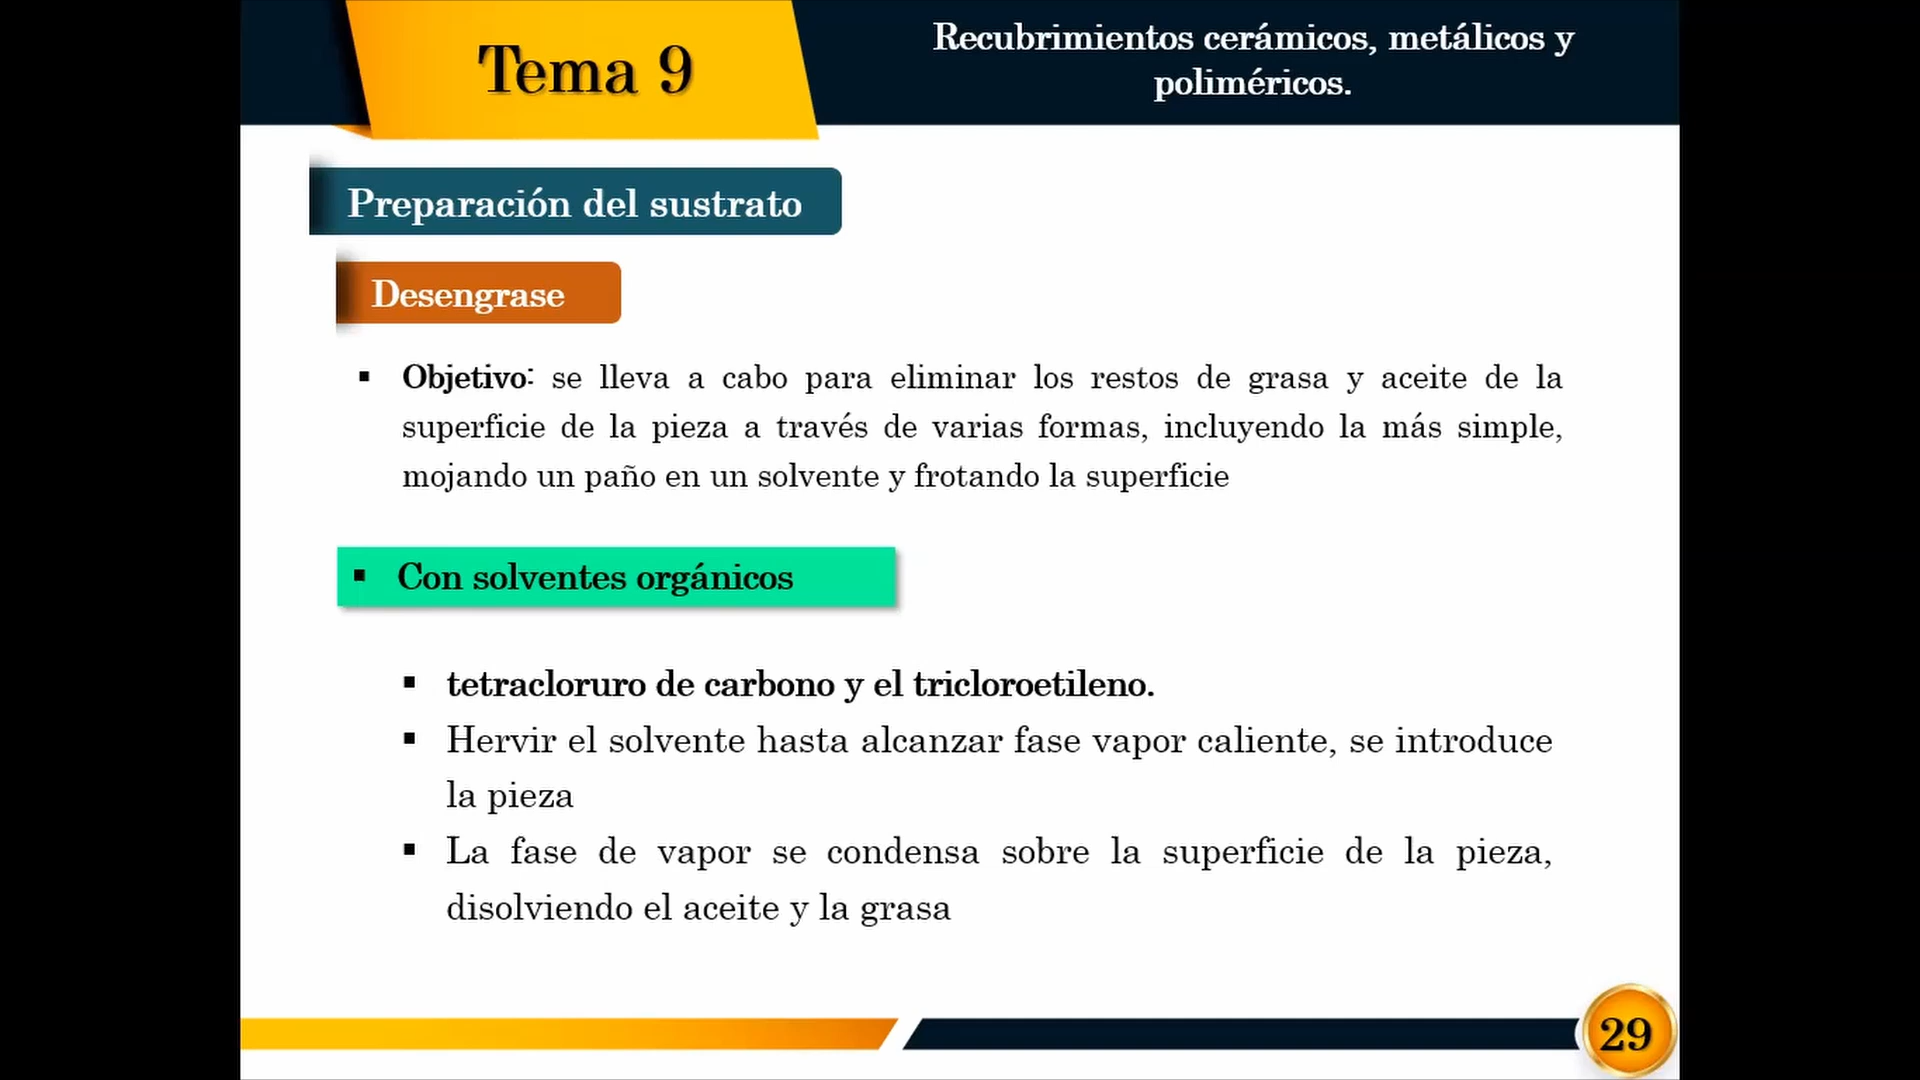 Tema 9
Recubrimientos cerámicos, metálicos y
poliméricos.
Preparación del sustrato
Desengrase
▪ Objetivo: se lleva a cabo para eliminar los restos de grasa y aceite de la
superficie de la pieza a través de varias formas, incluyendo la más simple,
mojando un paño en un solvente y frotando la superficie
▪ Con solventes orgánicos
▪ tetracloruro de carbono y el tricloroetileno.
▪ Hervir el solvente hasta alcanzar fase vapor caliente, se introduce
la pieza
▪ La fase de vapor se condensa sobre la superficie de la pieza,
disolviendo el aceite y la grasa
29